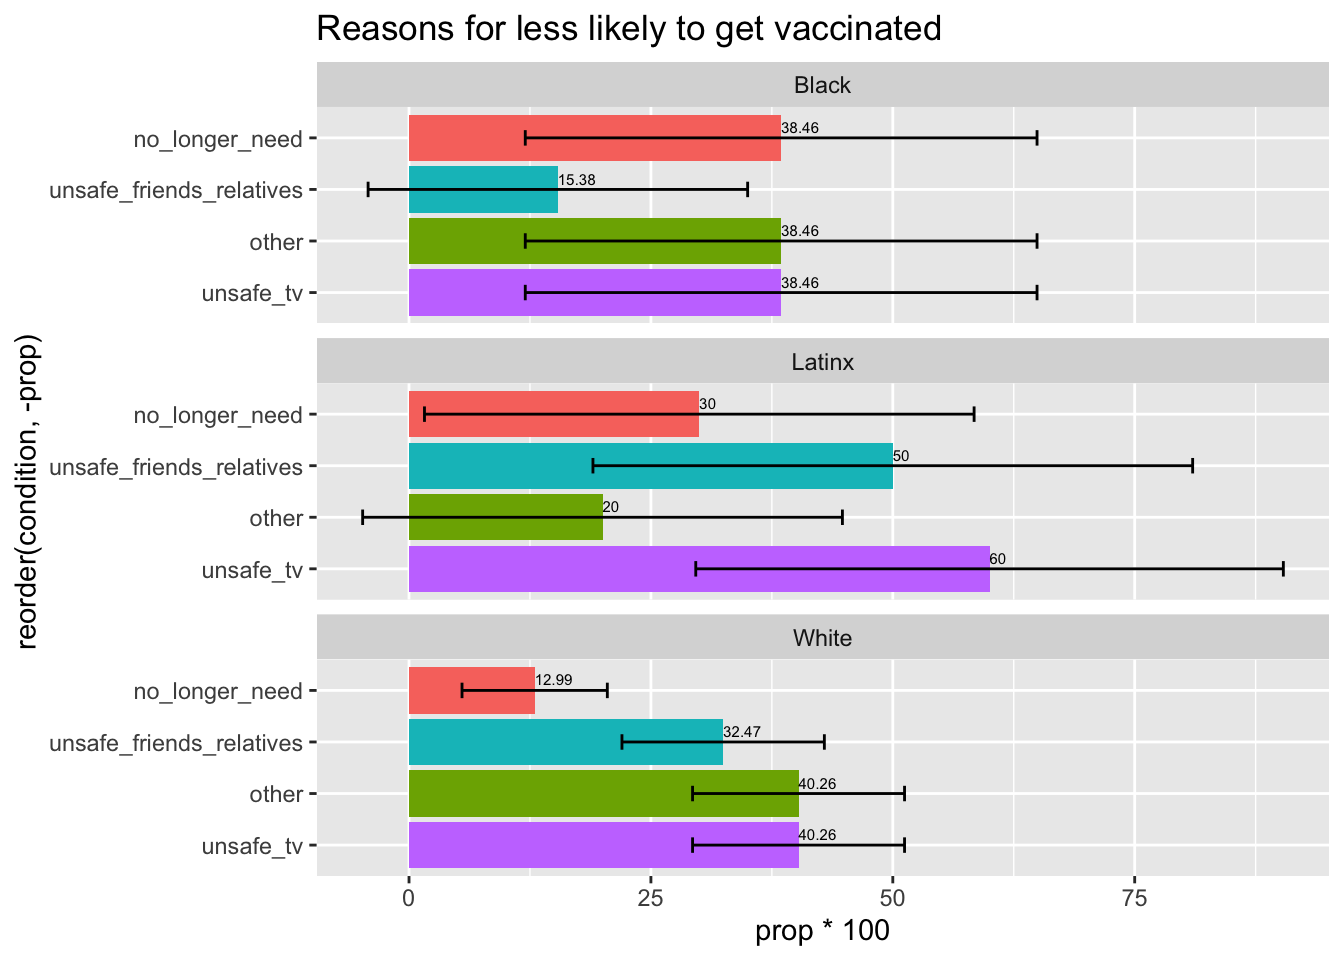 Reasons for less likely to get vaccinated
Black
no_longer_need
38.46
unsafe_friends_relatives
15.38
other
38.46
unsafe_tv
38.46
Latinx
no_longer_need
30
unsafe_friends_relatives
50
other
20
unsafe_tv
60
White
no_longer_need
12.99
unsafe_friends_relatives
32.47
other
40.26
unsafe_tv
40.26
0
25
50
75
prop * 100
reorder(condition, -prop)